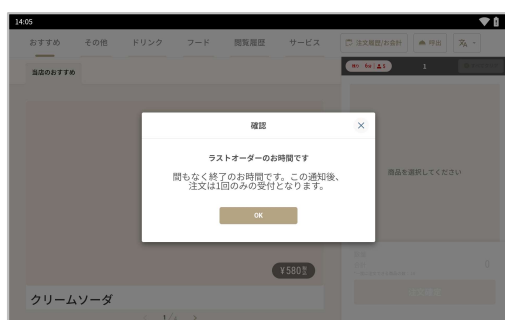 14:05
おすすめ その他 ドリンク フード 閲覧履歴 サービス 注文履歴/お会計 呼出
当店のおすすめ 1
確認
ラストオーダーのお時間です
間もなく終了のお時間です。この通知後、
注文は1回のみの受付となります。
OK
商品を選択してください
¥580
0
クリームソーダ
1/4